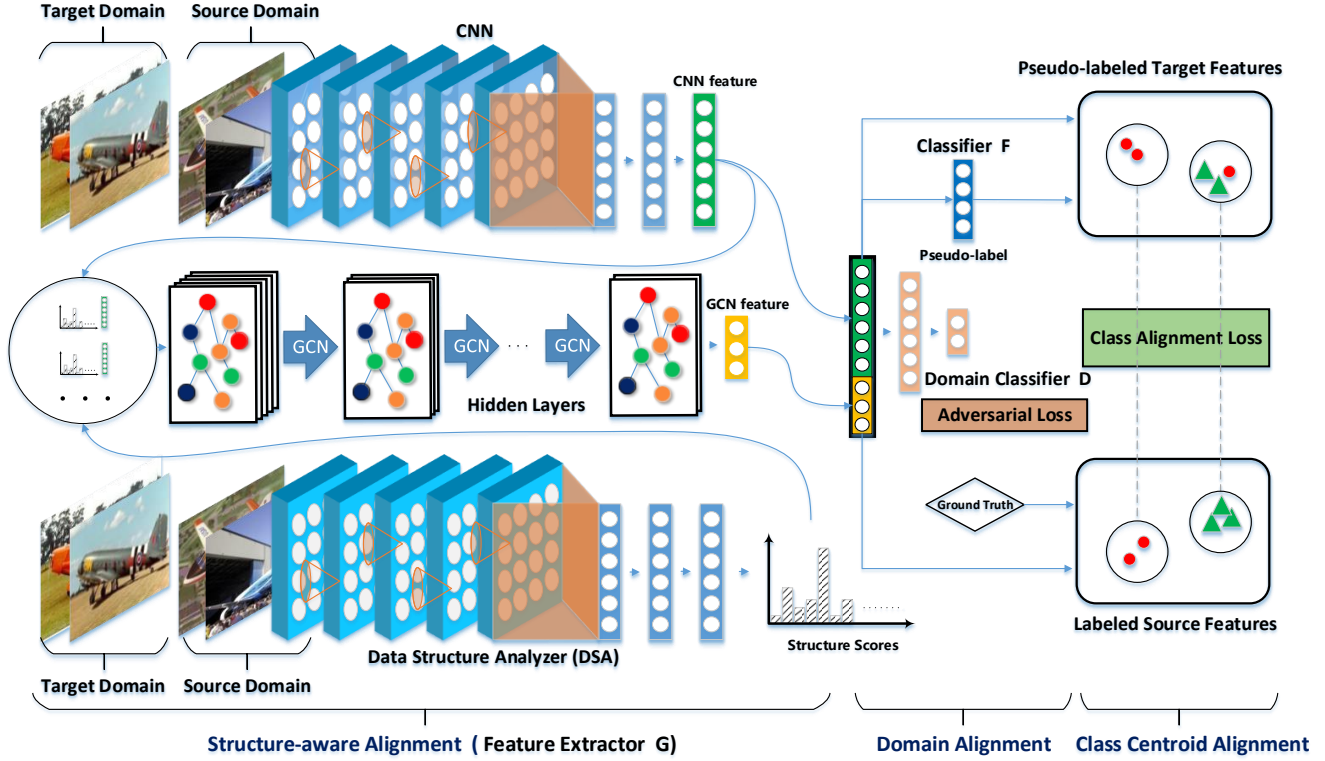 Target Domain
Source Domain
CNN
CNN feature
Pseudo-labeled Target Features
Classifier F
Pseudo-label
GCN
GCN
. . .
GCN
GCN feature
Hidden Layers
. . .
Class Alignment Loss
Domain Classifier D
Adversarial Loss
Ground Truth
.......
Structure Scores
Labeled Source Features
Data Structure Analyzer (DSA)
Target Domain
Source Domain
Structure-aware Alignment ( Feature Extractor G)
Domain Alignment
Class Centroid Alignment